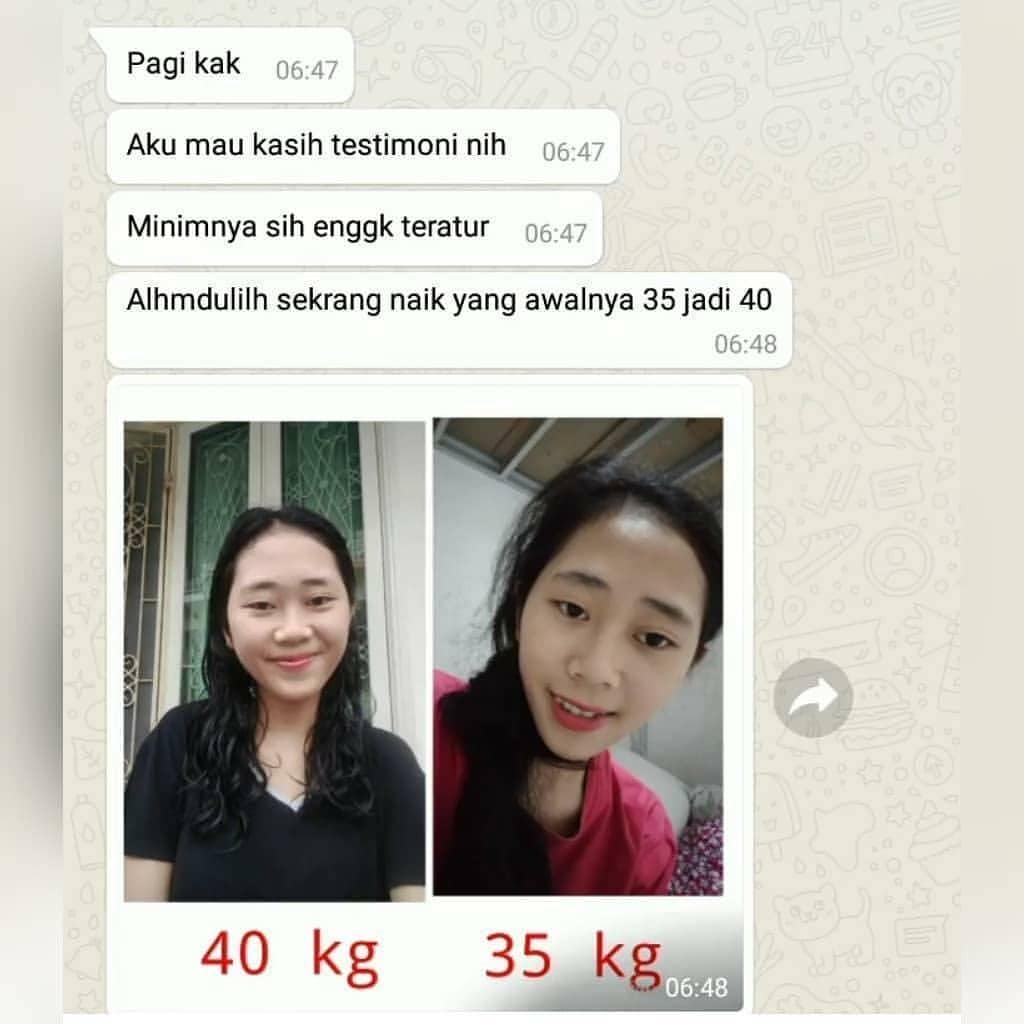 Pagi kak 06:47
Aku mau kasih testimoni nih 06:47
Minimnya sih enggk teratur 06:47
Alhmdulilh sekrang naik yang awalnya 35 jadi 40
06:48
40 kg 35 kg
06:48